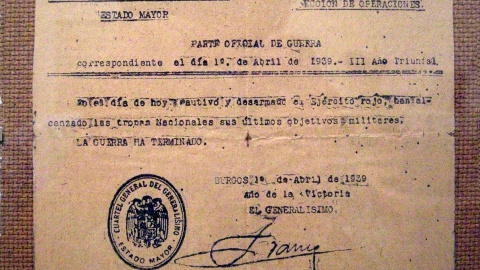 ESTADO MAYOR
SECCION DE OPERACIONES.
PARTE OFICIAL DE GUERRA
correspondiente al día 1º de Abril de 1939.- III Año Triunfal
En el día de hoy, cautivo y desarmado el Ejército rojo, han al-
canzado las tropas Nacionales sus últimos objetivos militares.
LA GUERRA HA TERMINADO.
BURGOS 1º de Abril de 1939
Año de la Victoria
EL GENERALISIMO.
CUARTEL GENERAL DEL GENERALISIMO
ESTADO MAYOR